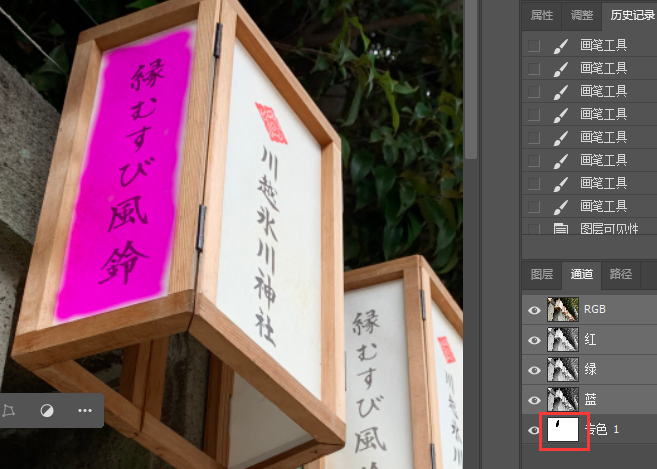 縁むすび風鈴
川越氷川神社
縁むすび風鈴
川越
属性 调整 历史记录
画笔工具
画笔工具
画笔工具
画笔工具
画笔工具
画笔工具
画笔工具
画笔工具
图层可见性
图层 通道 路径
RGB
红
绿
蓝
专色 1